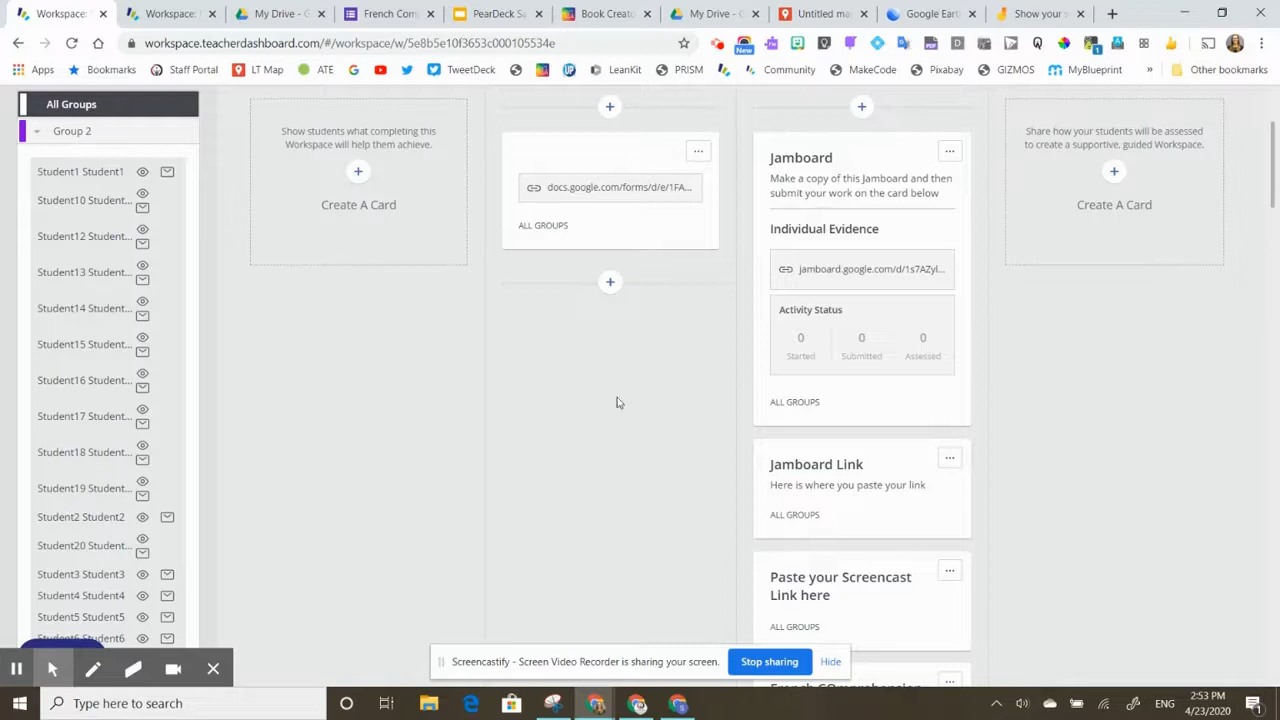 Workspace:
Workspace: I
My Drive - G
French Com
PearDeck Sa
Book Creato
My Drive - G
Untitled ma
Google Eart
Show your s
workspace.teacherdashboard.com/#/workspace/w/5e8b5e10f3653c000105534e
New
PDF
Apps
Bookmarks
Staff Portal
LT Map
ATE
TweetDeck
LeanKit
PRISM
Community
MakeCode
Pixabay
GIZMOS
MyBlueprint
»
Other bookmarks
All Groups
Group 2
Student1 Student1
Student10 Student...
Student12 Student...
Student13 Student...
Student14 Student...
Student15 Student...
Student16 Student...
Student17 Student...
Student18 Student...
Student19 Student...
Student2 Student2
Student20 Student...
Student3 Student3
Student4 Student4
Student5 Student5
Student6 Student6
Show students what completing this
Workspace will help them achieve.
Create A Card
docs.google.com/forms/d/e/1FA...
ALL GROUPS
Jamboard
Make a copy of this Jamboard and then
submit your work on the card below
Individual Evidence
jamboard.google.com/d/1s7AZyl...
Activity Status
0 0 0
Started Submitted Assessed
ALL GROUPS
Jamboard Link
Here is where you paste your link
ALL GROUPS
Paste your Screencast
Link here
ALL GROUPS
French COmprehension
Share how your students will be assessed
to create a supportive, guided Workspace.
Create A Card
Screencastify - Screen Video Recorder is sharing your screen.
Stop sharing
Hide
Type here to search
ENG
2:53 PM
4/23/2020